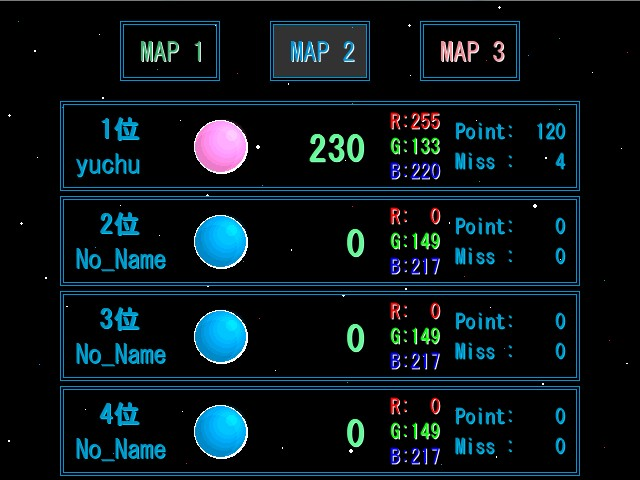 MAP 1 MAP 2 MAP 3
1位
yuchu
230
R:255
G:133
B:220
Point: 120
Miss : 4
2位
No_Name
0
R: 0
G:149
B:217
Point: 0
Miss : 0
3位
No_Name
0
R: 0
G:149
B:217
Point: 0
Miss : 0
4位
No_Name
0
R: 0
G:149
B:217
Point: 0
Miss : 0